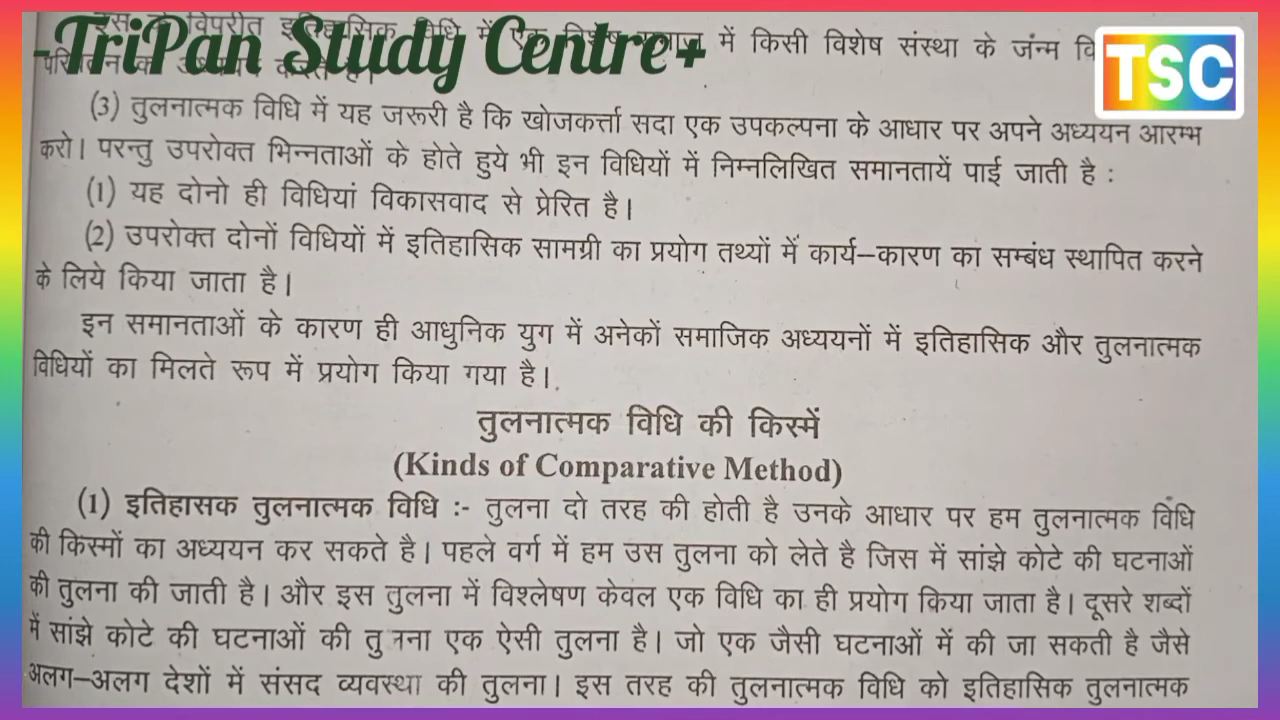 -TriPan Study Centre+
TSC
में किसी विशेष संस्था के जंन्म
(3) तुलनात्मक विधि में यह जरूरी है कि खोजकर्त्ता सदा एक उपकल्पना के आधार पर अपने अध्ययन आरम्भ
करो। परन्तु उपरोक्त भिन्नताओं के होते हुये भी इन विधियों में निम्नलिखित समानतायें पाई जाती है :
(1) यह दोनो ही विधियां विकासवाद से प्रेरित है।
(2) उपरोक्त दोनों विधियों में इतिहासिक सामग्री का प्रयोग तथ्यों में कार्य–कारण का सम्बंध स्थापित करने
के लिये किया जाता है।
इन समानताओं के कारण ही आधुनिक युग में अनेकों समाजिक अध्ययनों में इतिहासिक और तुलनात्मक
विधियों का मिलते रूप में प्रयोग किया गया है।
तुलनात्मक विधि की किस्में
(Kinds of Comparative Method)
(1) इतिहासक तुलनात्मक विधि :- तुलना दो तरह की होती है उनके आधार पर हम तुलनात्मक विधि
की किस्मों का अध्ययन कर सकते है। पहले वर्ग में हम उस तुलना को लेते है जिस में सांझे कोटे की घटनाओं
की तुलना की जाती है। और इस तुलना में विश्लेषण केवल एक विधि का ही प्रयोग किया जाता है। दूसरे शब्दों
में सांझे कोटे की घटनाओं की एक ऐसी तुलना है। जो एक जैसी घटनाओं में की जा सकती है जैसे
अलग–अलग देशों में संसद व्यवस्था की तुलना। इस तरह की तुलनात्मक विधि को इतिहासिक तुलनात्मक